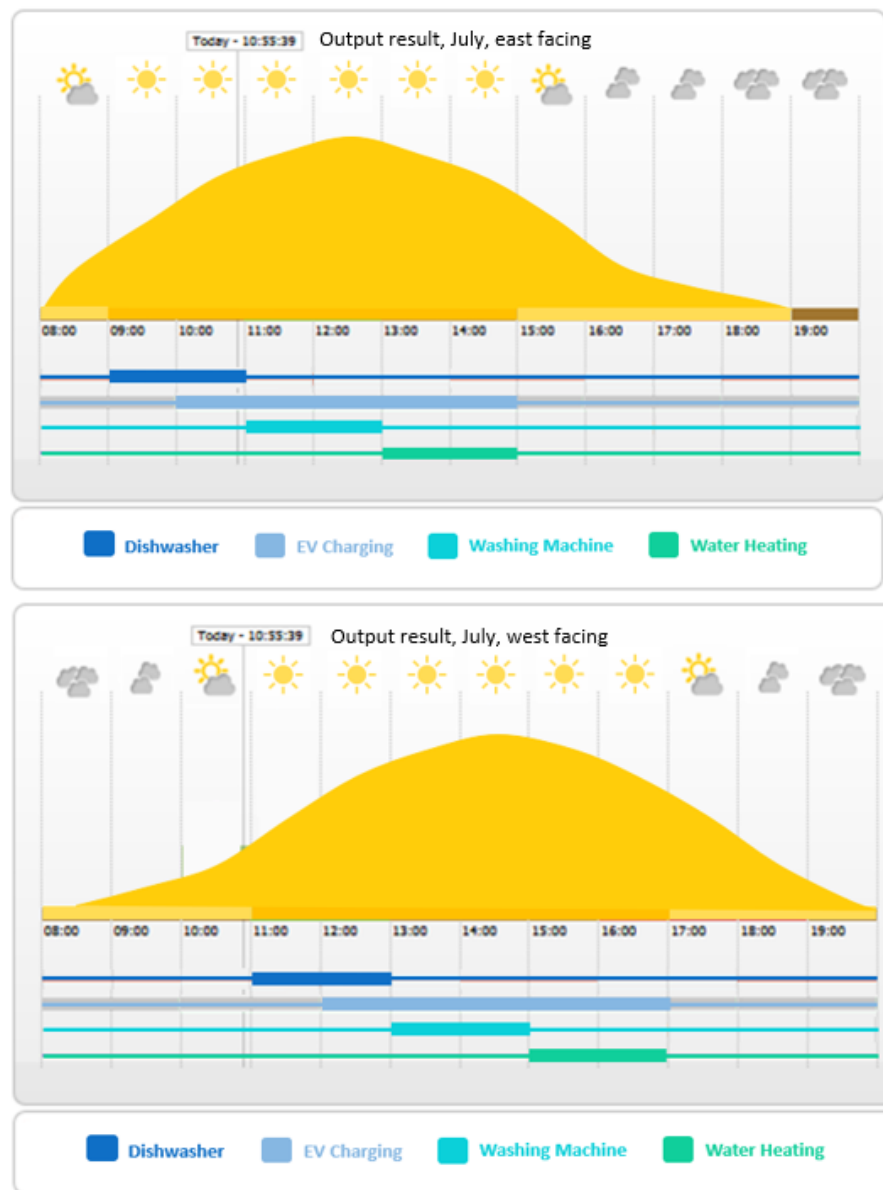 Today - 10:55:39 Output result, July, east facing
08:00 09:00 10:00 11:00 12:00 13:00 14:00 15:00 16:00 17:00 18:00 19:00
Dishwasher EV Charging Washing Machine Water Heating
Today - 10:55:39 Output result, July, west facing
08:00 09:00 10:00 11:00 12:00 13:00 14:00 15:00 16:00 17:00 18:00 19:00
Dishwasher EV Charging Washing Machine Water Heating